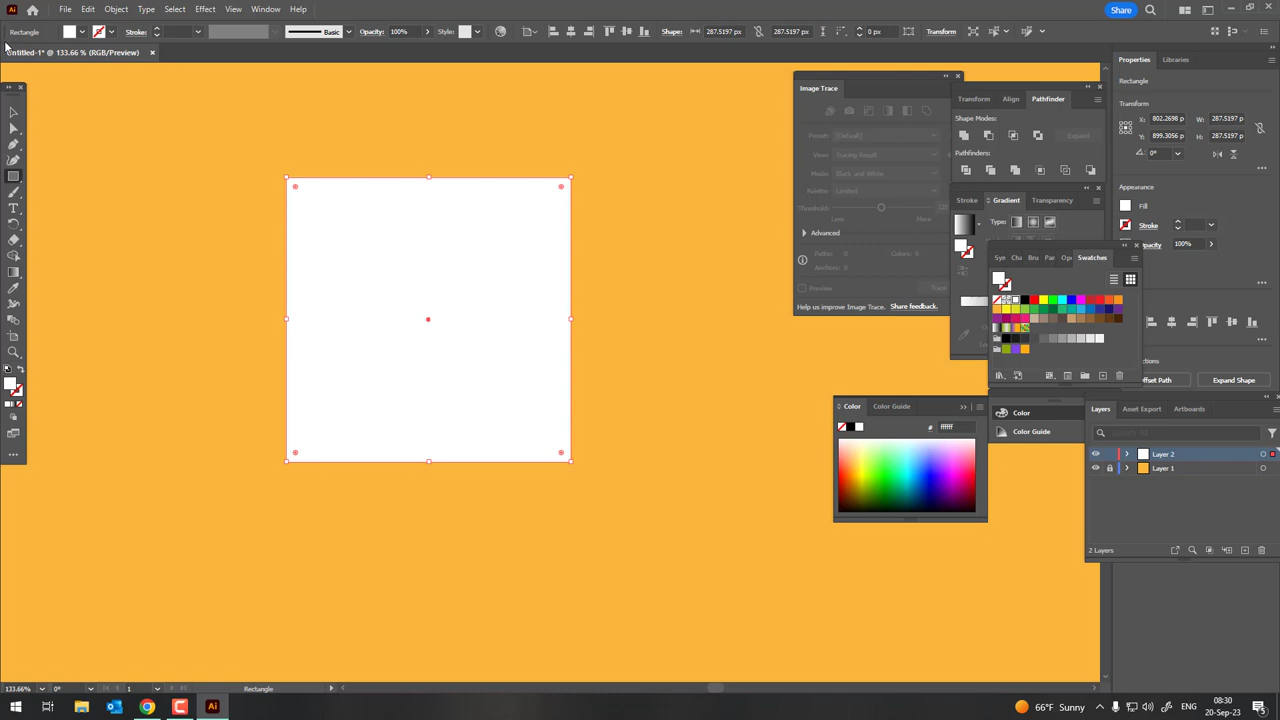 File Edit Object Type Select Effect View Window Help
Share
Rectangle
Stroke:
Basic
Opacity: 100%
Style:
Shape:
287.5197 px
287.5197 px
0 px
Transform
Untitled-1* @ 133.66 % (RGB/Preview)
Image Trace
Preset: [Default]
View: Tracing Result
Mode: Black and White
Palette: Limited
Threshold:
Less More
Advanced
Paths: 0 Colors: 0
Anchors: 0
Preview
Trace
Help us improve Image Trace. Share feedback.
Transform Align Pathfinder
Shape Modes:
Expand
Pathfinders:
Stroke Gradient Transparency
Type:
Swatches
Color Color Guide
# ffffff
Color
Color Guide
Properties Libraries
Rectangle
Transform
X: 802.2698 p
W: 287.5197 p
Y: 899.3056 p
H: 287.5197 p
0°
Appearance
Fill
Stroke
Opacity 100%
Offset Path
Expand Shape
Layers Asset Export Artboards
Layer 2
Layer 1
2 Layers
133.66%
0°
1
Rectangle
66°F Sunny
ENG
08:30
20-Sep-23